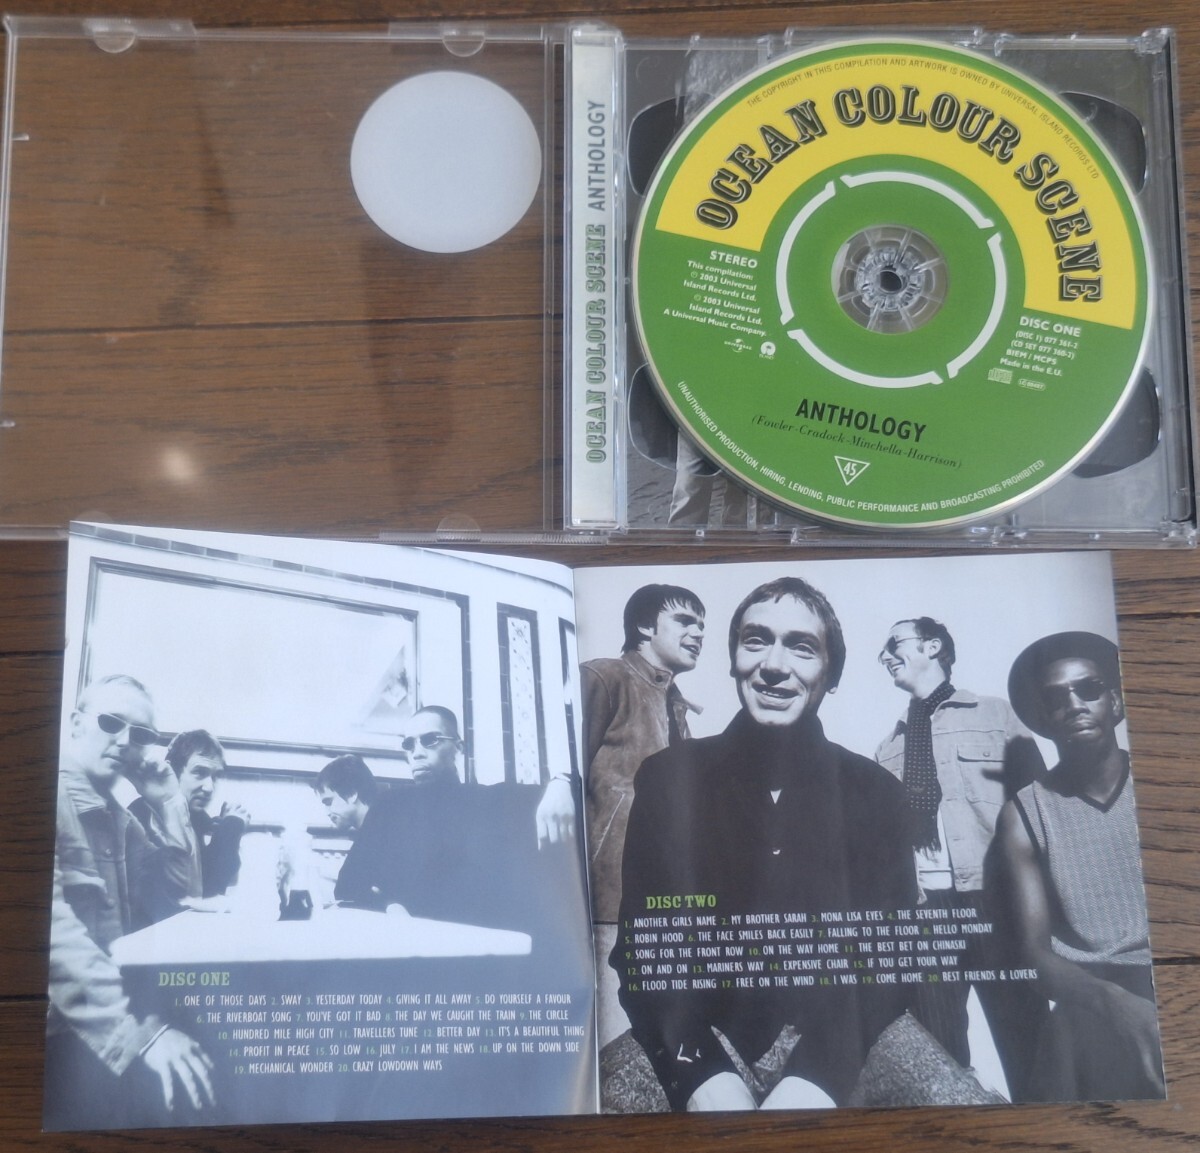 OCEAN COLOUR SCENE ANTHOLOGY
THE COPYRIGHT IN THIS COMPILATION AND ARTWORK IS OWNED BY UNIVERSAL ISLAND RECORDS LTD
OCEAN COLOUR SCENE
STEREO
This compilation:
℗ 2003 Universal
Island Records Ltd.
© 2003 Universal
Island Records Ltd.
A Universal Music Company.
UNIVERSAL
DISC ONE
(DISC 1) 077 361-2
(CD SET 077 360-2)
BIEM / MCPS
Made in the E.U.
ANTHOLOGY
(Fowler-Cradock-Minchella-Harrison)
45
UNAUTHORISED PRODUCTION, HIRING, LENDING, PUBLIC PERFORMANCE AND BROADCASTING PROHIBITED
DISC ONE
1. ONE OF THOSE DAYS 2. SWAY 3. YESTERDAY TODAY 4. GIVING IT ALL AWAY 5. DO YOURSELF A FAVOUR
6. THE RIVERBOAT SONG 7. YOU'VE GOT IT BAD 8. THE DAY WE CAUGHT THE TRAIN 9. THE CIRCLE
10. HUNDRED MILE HIGH CITY 11. TRAVELLERS TUNE 12. BETTER DAY 13. IT'S A BEAUTIFUL THING
14. PROFIT IN PEACE 15. SO LOW 16. JULY 17. I AM THE NEWS 18. UP ON THE DOWN SIDE
19. MECHANICAL WONDER 20. CRAZY LOWDOWN WAYS
DISC TWO
1. ANOTHER GIRLS NAME 2. MY BROTHER SARAH 3. MONA LISA EYES 4. THE SEVENTH FLOOR
5. ROBIN HOOD 6. THE FACE SMILES BACK EASILY 7. FALLING TO THE FLOOR 8. HELLO MONDAY
9. SONG FOR THE FRONT ROW 10. ON THE WAY HOME 11. THE BEST BET ON CHINASKI
12. ON AND ON 13. MARINERS WAY 14. EXPENSIVE CHAIR 15. IF YOU GET YOUR WAY
16. FLOOD TIDE RISING 17. FREE ON THE WIND 18. I WAS 19. COME HOME 20. BEST FRIENDS & LOVERS